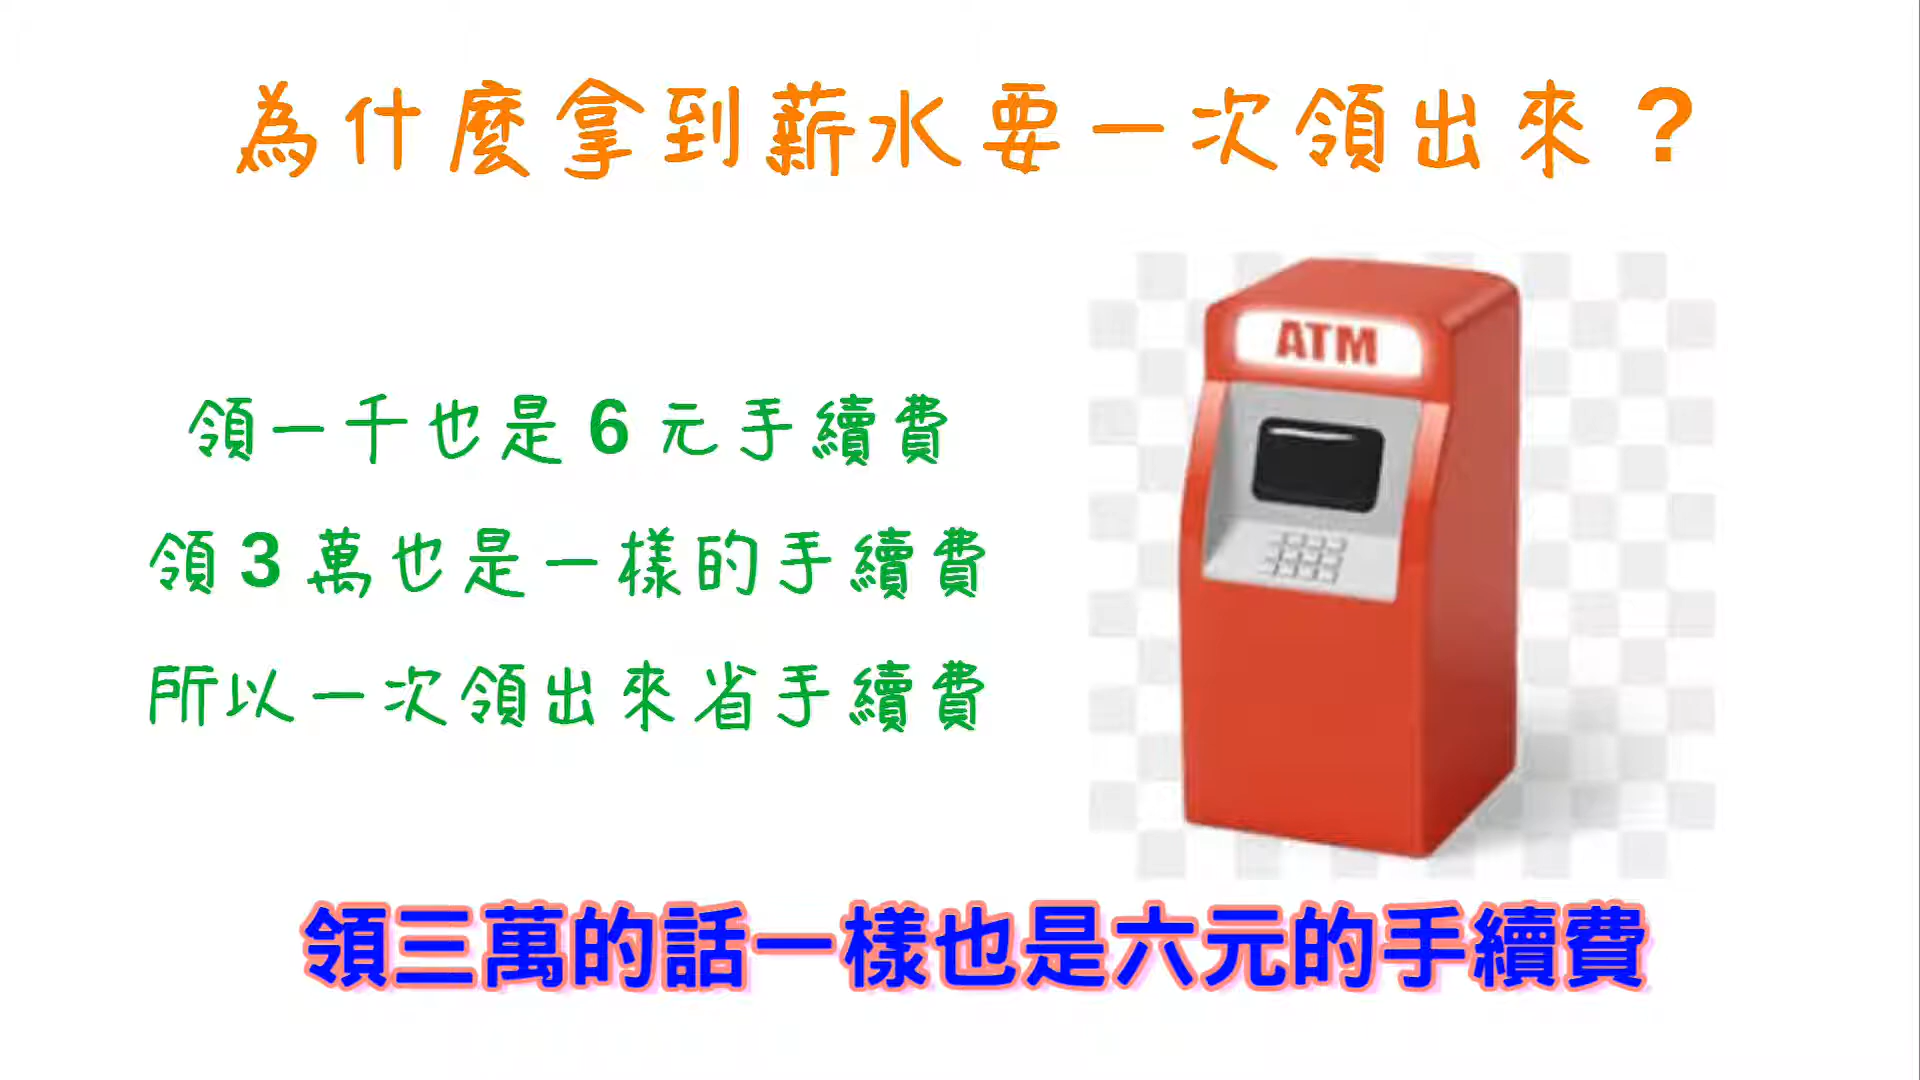 為什麼拿到薪水要一次領出來？
ATM
領一千也是6元手續費
領3萬也是一樣的手續費
所以一次領出來省手續費
領三萬的話一樣也是六元的手續費